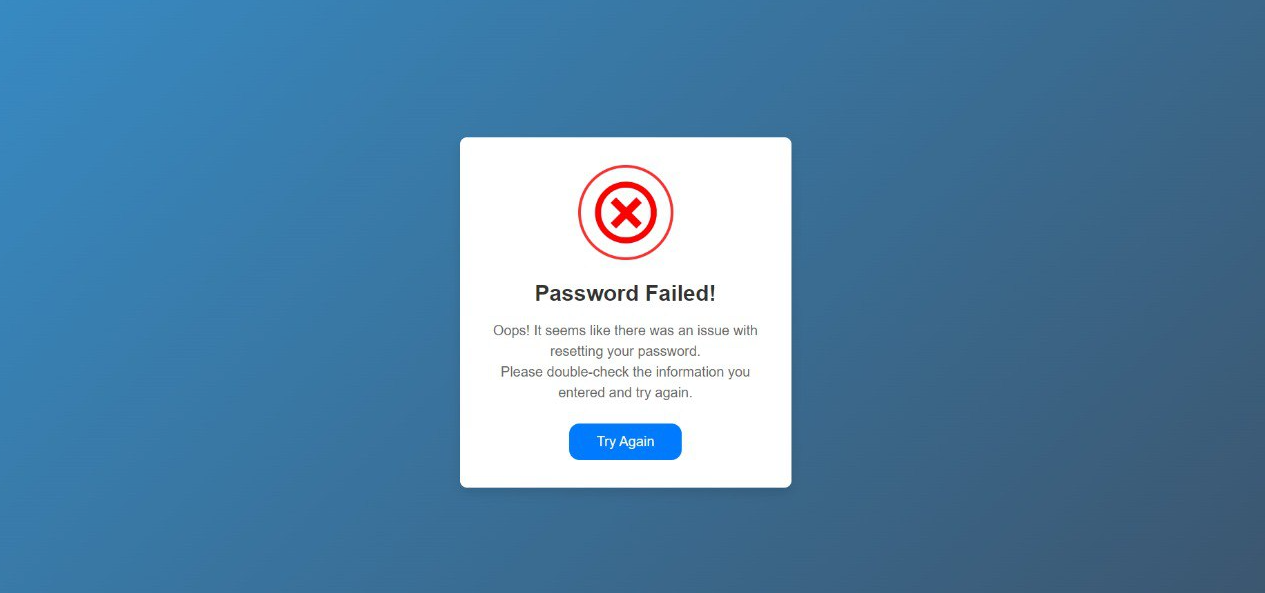 Password Failed!
Oops! It seems like there was an issue with
resetting your password.
Please double-check the information you
entered and try again.
Try Again